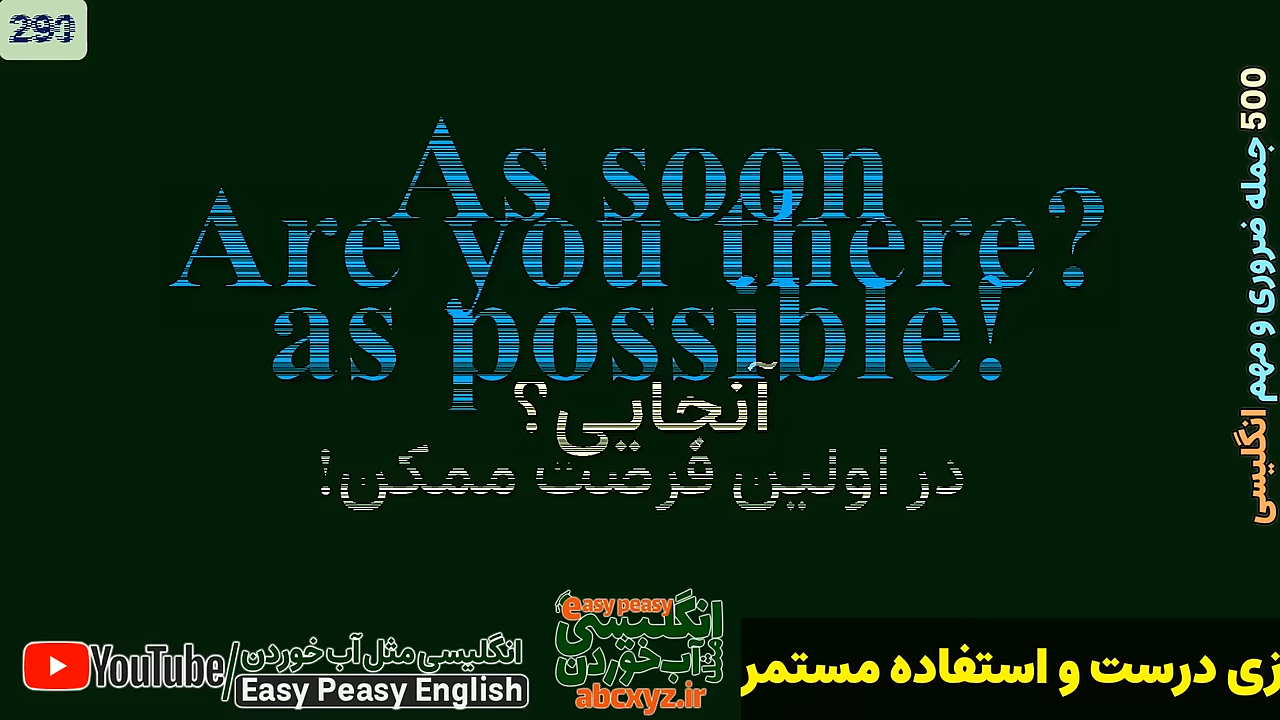 As soon
Are you there?
as possible!
آنجایی؟
در اولین فرصت ممکن!
500 جمله ضروری و مهم انگلیسی
YouTube/انگلیسی مثل آب خوردن
Easy Peasy English
easy peasy
انگلیسی
مثل آب خوردن
abcxyz.ir
زی درست و استفاده مستمر